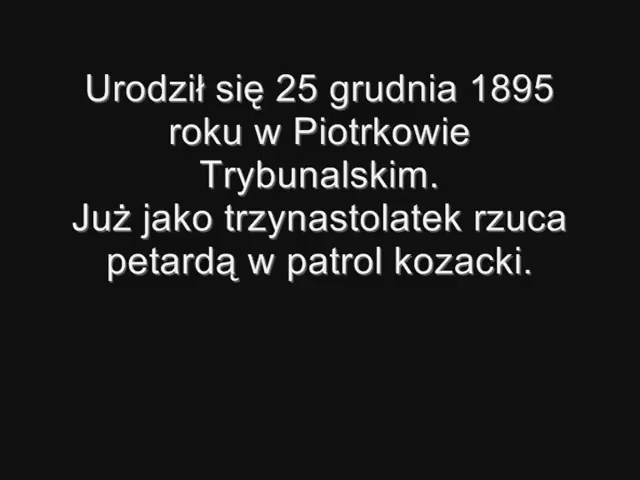 Urodził się 25 grudnia 1895
roku w Piotrkowie
Trybunalskim.
Już jako trzynastolatek rzuca
petardą w patrol kozacki.